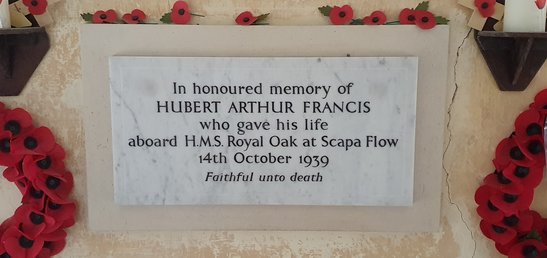 In honoured memory of
HUBERT ARTHUR FRANCIS
who gave his life
aboard H.M.S. Royal Oak at Scapa Flow
14th October 1939
Faithful unto death